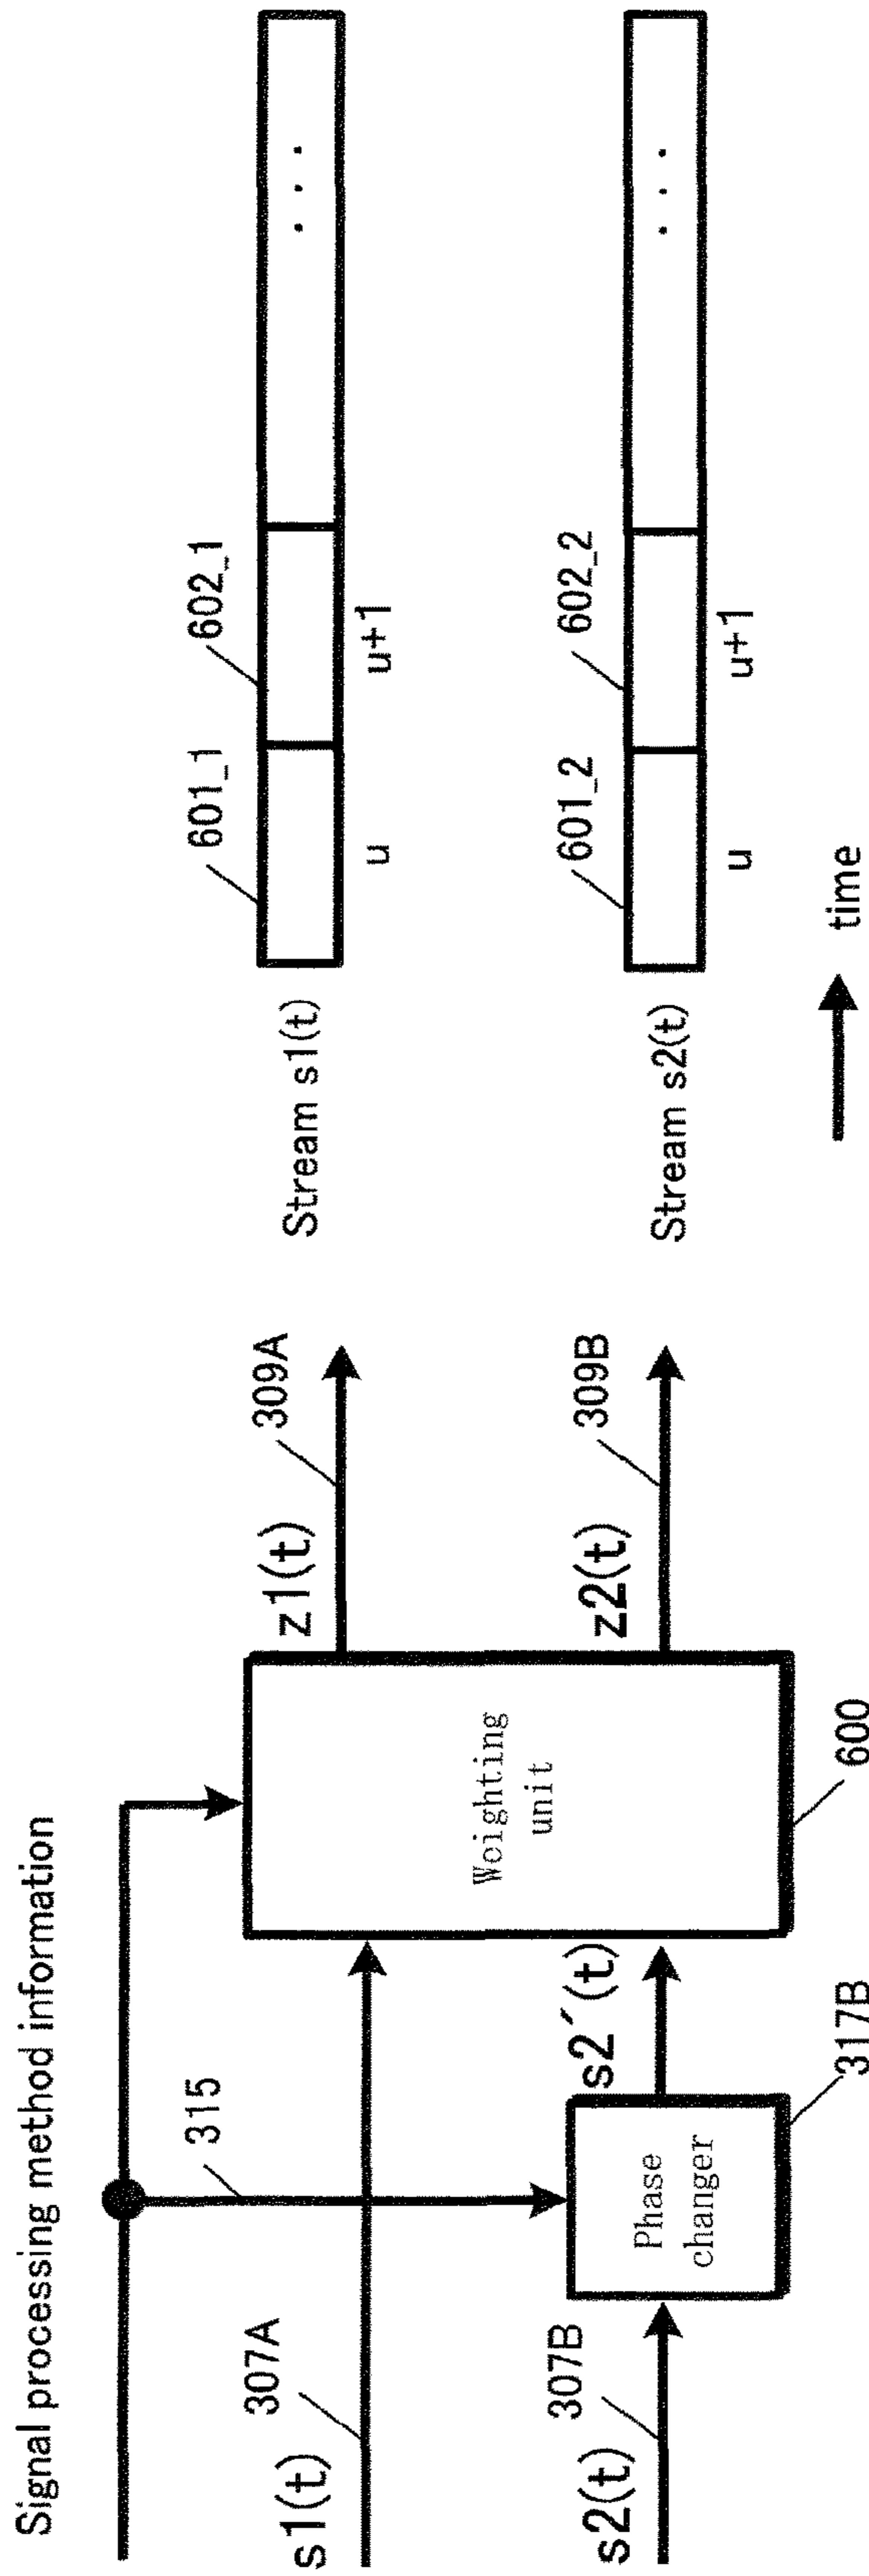 Signal processing method information
315
s1(t)
307A
s2(t)
307B
Phase
changer
317B
s2´(t)
Weighting
unit
600
z1(t)
309A
z2(t)
309B
Stream s1(t)
601_1
602_1
. . .
u
u+1
Stream s2(t)
601_2
602_2
. . .
u
u+1
time